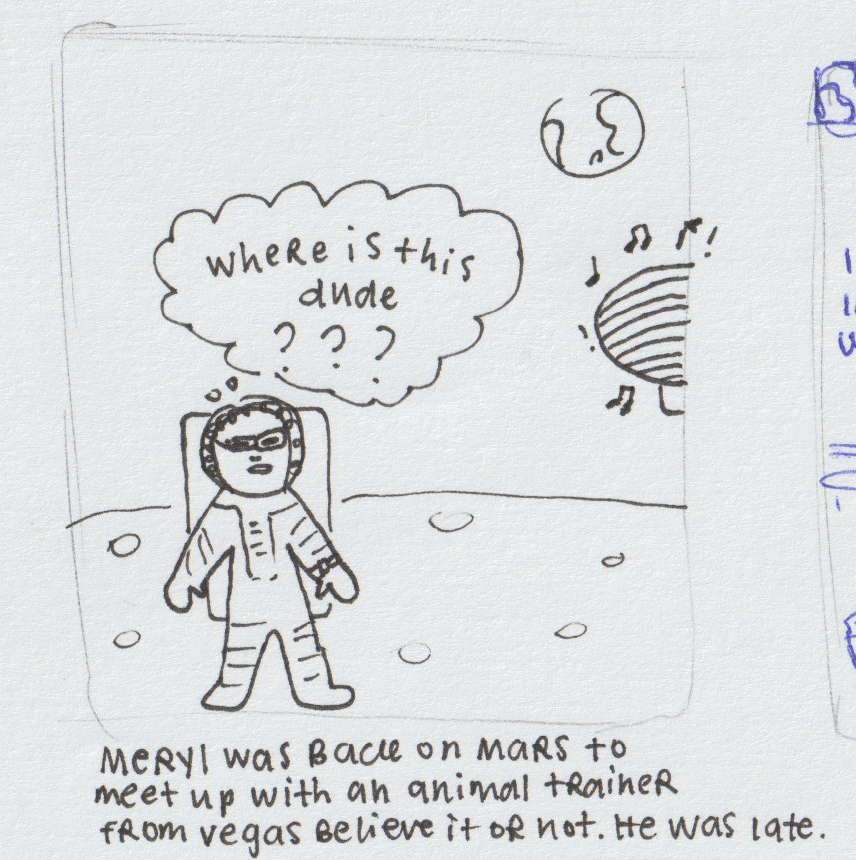 where is this
dude
? ? ?
Meryl was back on Mars to
meet up with an animal trainer
from vegas believe it or not. He was late.